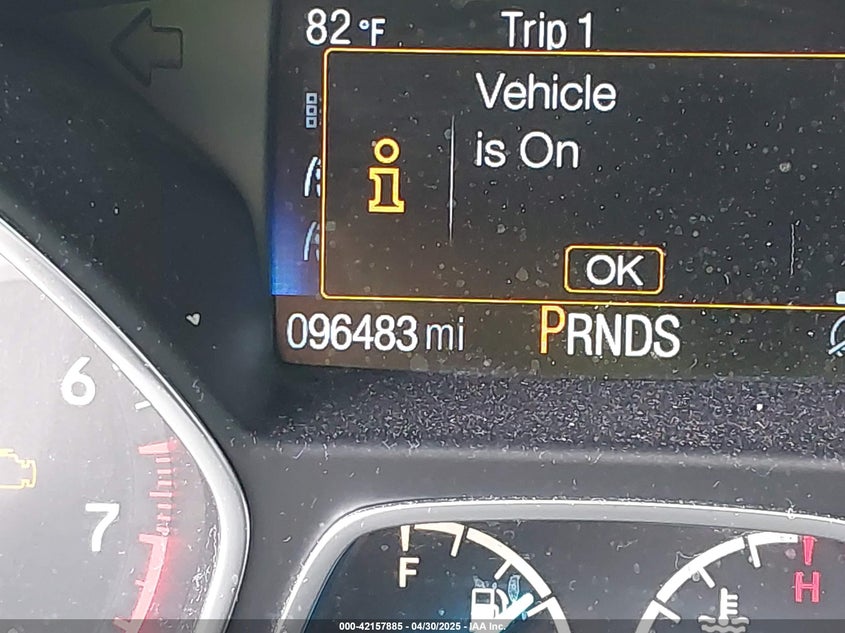 82 °F
Trip 1
Vehicle
is On
i
OK
096483 mi
PRNDS
6
7
F
H
000-42157885 - 04/30/2025 - IAA Inc.